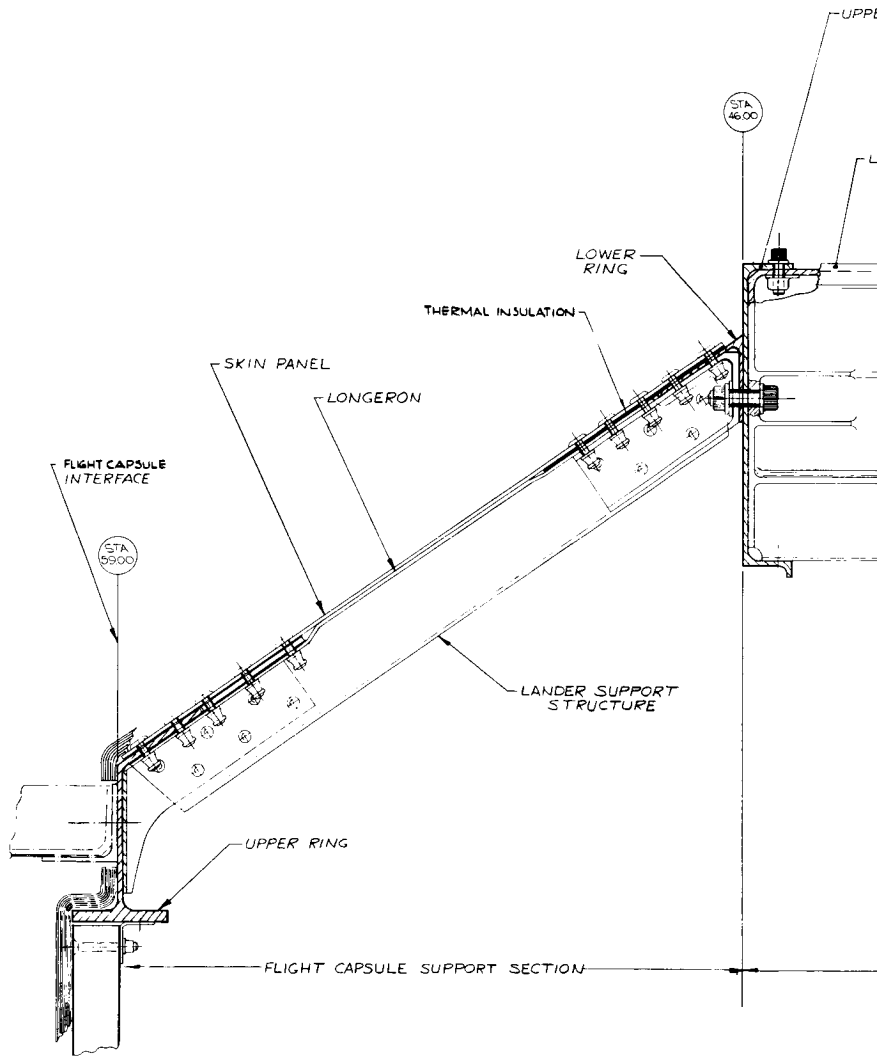 UPPE
STA
46.00
L
LOWER
RING
THERMAL INSULATION
SKIN PANEL
LONGERON
FLIGHT CAPSULE
INTERFACE
STA
59.00
LANDER SUPPORT
STRUCTURE
UPPER RING
FLIGHT CAPSULE SUPPORT SECTION